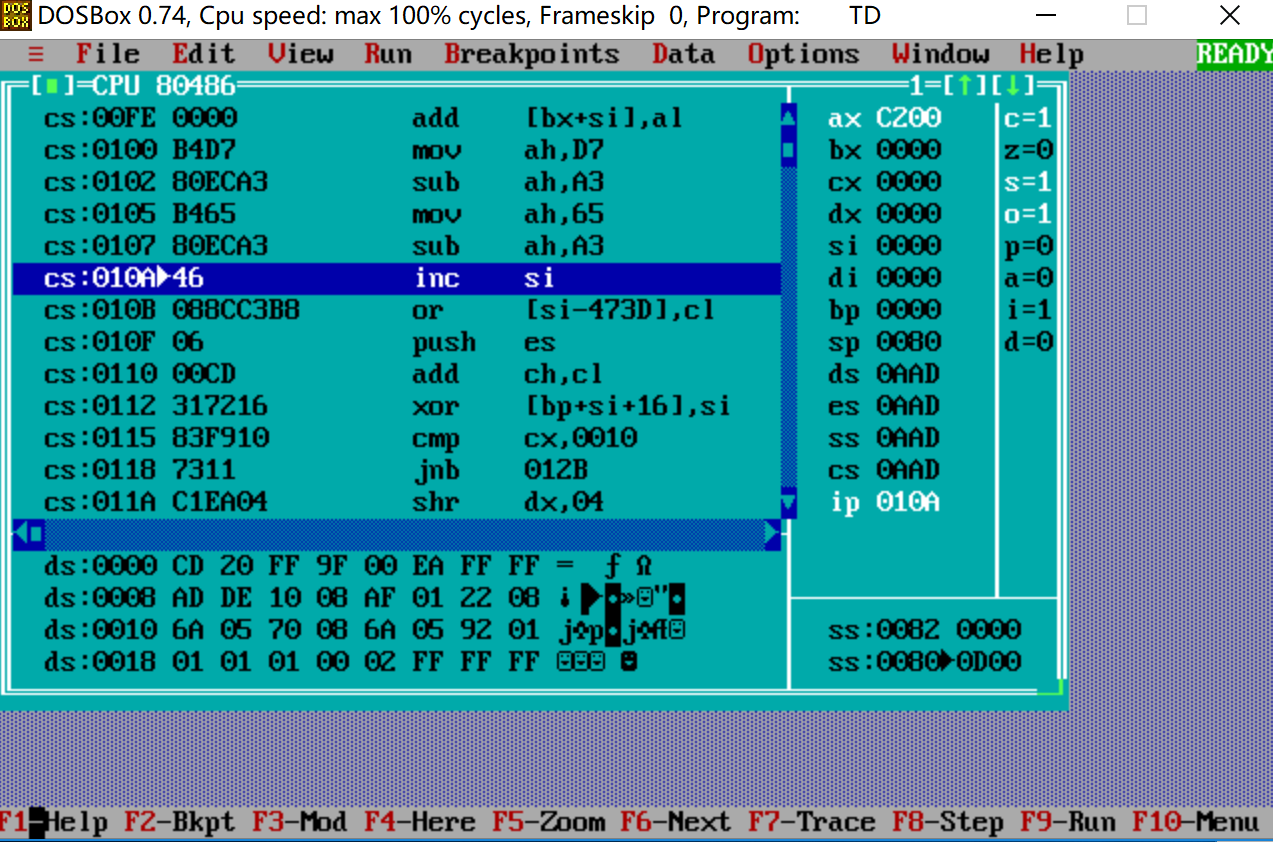 DOSBox 0.74, Cpu speed: max 100% cycles, Frameskip 0, Program: TD
≡ File Edit View Run Breakpoints Data Options Window Help READY
[■]=CPU 80486 1=[↑][↓]
cs:00FE 0000 add [bx+si],al ax C200 c=1
cs:0100 B4D7 mov ah,D7 bx 0000 z=0
cs:0102 80ECA3 sub ah,A3 cx 0000 s=1
cs:0105 B465 mov ah,65 dx 0000 o=1
cs:0107 80ECA3 sub ah,A3 si 0000 p=0
cs:010A►46 inc si di 0000 a=0
cs:010B 088CC3B8 or [si-473D],cl bp 0000 i=1
cs:010F 06 push es sp 0080 d=0
cs:0110 00CD add ch,cl ds 0AAD
cs:0112 317216 xor [bp+si+16],si es 0AAD
cs:0115 83F910 cmp cx,0010 ss 0AAD
cs:0118 7311 jnb 012B cs 0AAD
cs:011A C1EA04 shr dx,04 ip 010A
ds:0000 CD 20 FF 9F 00 EA FF FF = ƒ Ω
ds:0008 AD DE 10 08 AF 01 22 08 ¡ ►◘»☺"◘
ds:0010 6A 05 70 08 6A 05 92 01 j♣p◘j♣Æ☺ ss:0082 0000
ds:0018 01 01 01 00 02 FF FF FF ☺☺☺ ☻ ss:0080►0D00
F1-Help F2-Bkpt F3-Mod F4-Here F5-Zoom F6-Next F7-Trace F8-Step F9-Run F10-Menu